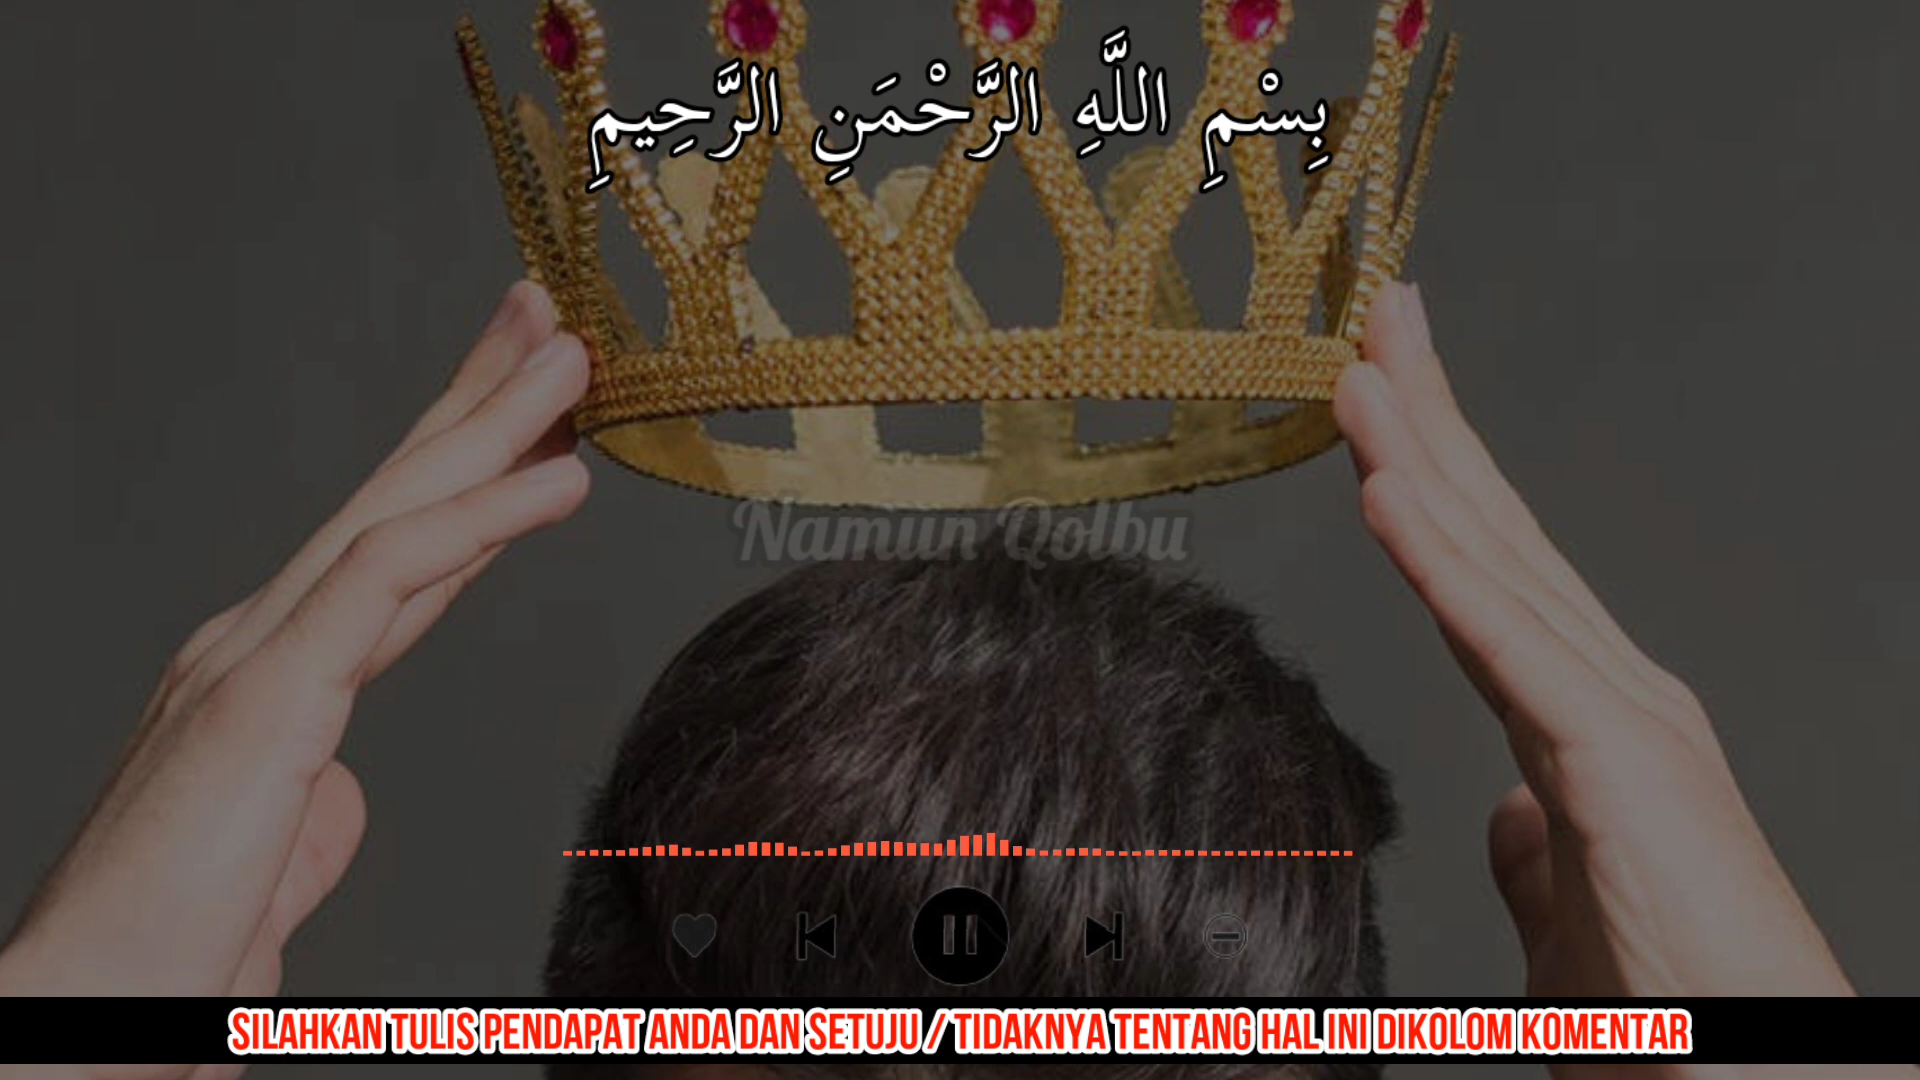 بِسْمِ اللَّهِ الرَّحْمَنِ الرَّحِيمِ
Namun Qolbu
SILAHKAN TULIS PENDAPAT ANDA DAN SETUJU / TIDAKNYA TENTANG HAL INI DIKOLOM KOMENTAR